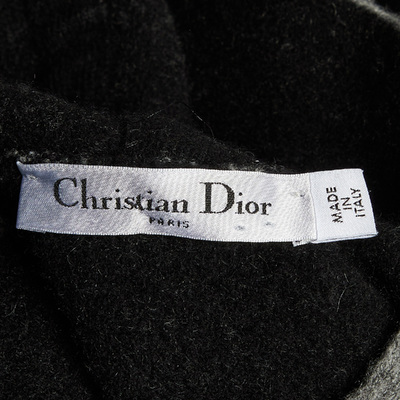 Christian Dior
PARIS
MADE
IN
ITALY